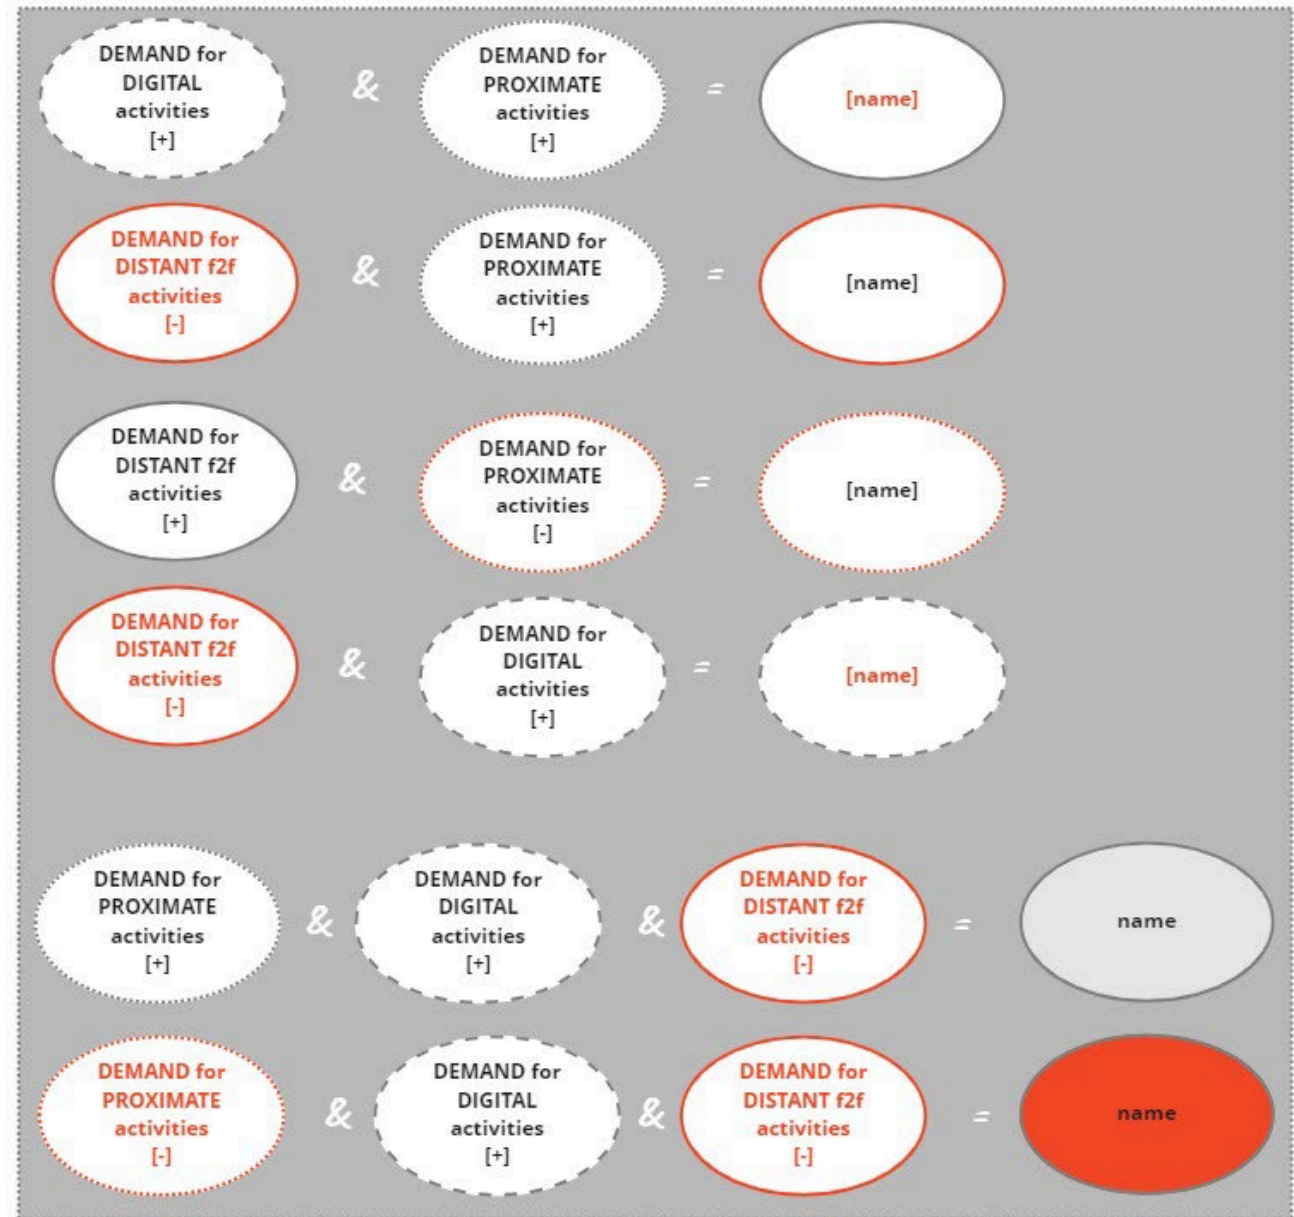 DEMAND for
DIGITAL
activities
[+]
&
DEMAND for
PROXIMATE
activities
[+]
=
[name]
DEMAND for
DISTANT f2f
activities
[-]
&
DEMAND for
PROXIMATE
activities
[+]
=
[name]
DEMAND for
DISTANT f2f
activities
[+]
&
DEMAND for
PROXIMATE
activities
[-]
=
[name]
DEMAND for
DISTANT f2f
activities
[-]
&
DEMAND for
DIGITAL
activities
[+]
=
[name]
DEMAND for
PROXIMATE
activities
[+]
&
DEMAND for
DIGITAL
activities
[+]
&
DEMAND for
DISTANT f2f
activities
[-]
=
name
DEMAND for
PROXIMATE
activities
[-]
&
DEMAND for
DIGITAL
activities
[+]
&
DEMAND for
DISTANT f2f
activities
[-]
=
name